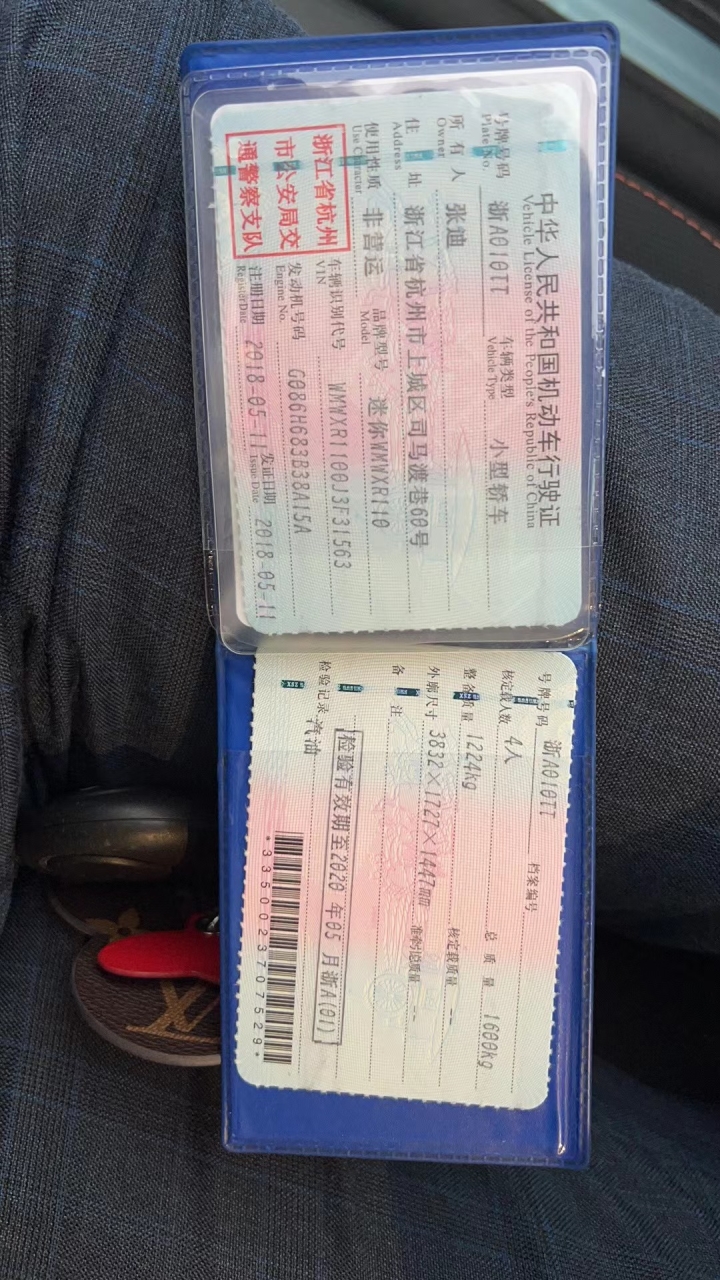 中华人民共和国机动车行驶证
Vehicle License of the People's Republic of China
号牌号码 浙A010TT 车辆类型 小型轿车
Plate No. Vehicle Type
所有人 张迪
Owner
住址 浙江省杭州市上城区司马渡巷60号
Address
使用性质 非营运 品牌型号 迷你WMWXR110
Use Character Model
浙江省杭州
市公安局交
通警察支队
车辆识别代号 WMWXR1100J3F31563
VIN
发动机号码 G086H683B38A15A
Engine No.
注册日期 2018-05-11 发证日期 2018-05-11
Register Date Issue Date
号牌号码 浙A010TT 档案编号
核定载人数 4人 总质量 1600kg
整备质量 1224kg 核定载质量 --
外廓尺寸 3832×1727×1447mm 准牵引总质量 --
备注
检验有效期至2020年05月浙A(01)
检验记录 汽油
*3350023707529*
LV